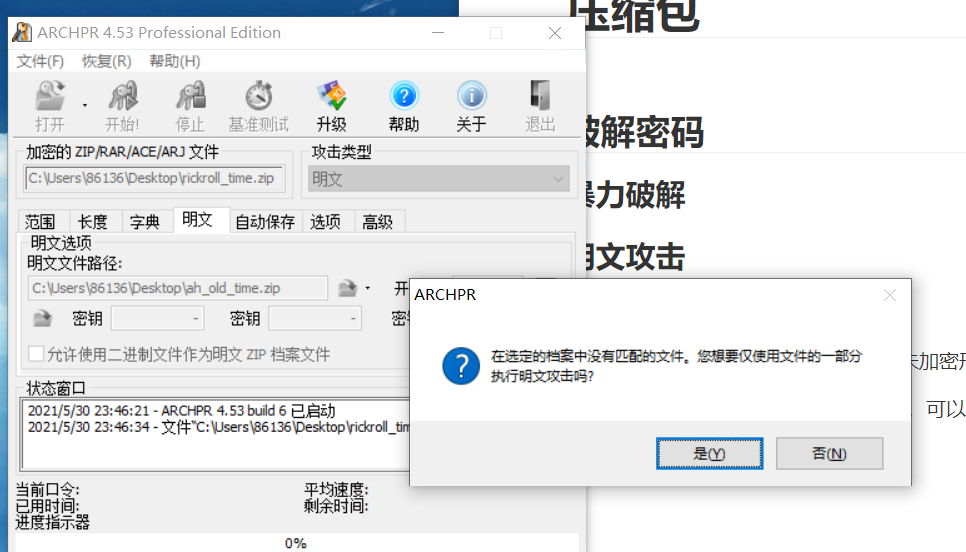 ARCHPR 4.53 Professional Edition
文件(F) 恢复(R) 帮助(H)
打开 开始! 停止 基准测试 升级 帮助 关于 退出
加密的 ZIP/RAR/ACE/ARJ 文件
攻击类型
C:\Users\86136\Desktop\rickroll_time.zip
明文
范围 长度 字典 明文 自动保存 选项 高级
明文选项
明文文件路径:
C:\Users\86136\Desktop\ah_old_time.zip
开
密钥 - 密钥 -
允许使用二进制文件作为明文 ZIP 档案文件
状态窗口
2021/5/30 23:46:21 - ARCHPR 4.53 build 6 已启动
2021/5/30 23:46:34 - 文件"C:\Users\86136\Desktop\rickroll_tim
当前口令:
平均速度:
已用时间:
剩余时间:
进度指示器
0%
ARCHPR
在选定的档案中没有匹配的文件。您想要仅使用文件的一部分
执行明文攻击吗?
是(Y) 否(N)
压缩包
破解密码
暴力破解
明文攻击
未加密
可以